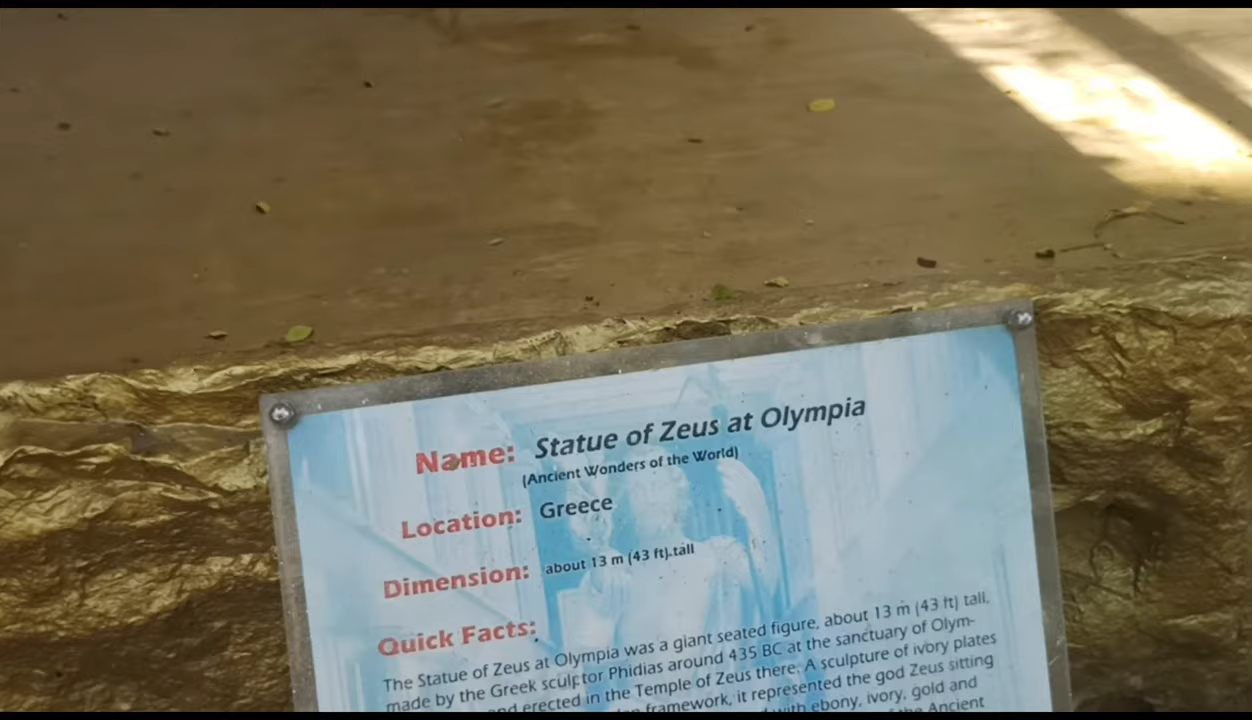 Name: Statue of Zeus at Olympia
(Ancient Wonders of the World)
Location: Greece
Dimension: about 13 m (43 ft).tall
Quick Facts:
The Statue of Zeus at Olympia was a giant seated figure, about 13 m (43 ft) tall,
made by the Greek sculptor Phidias around 435 BC at the sanctuary of Olym-
and erected in the Temple of Zeus there. A sculpture of ivory plates
framework, it represented the god Zeus sitting
with ebony, ivory, gold and
the Ancient